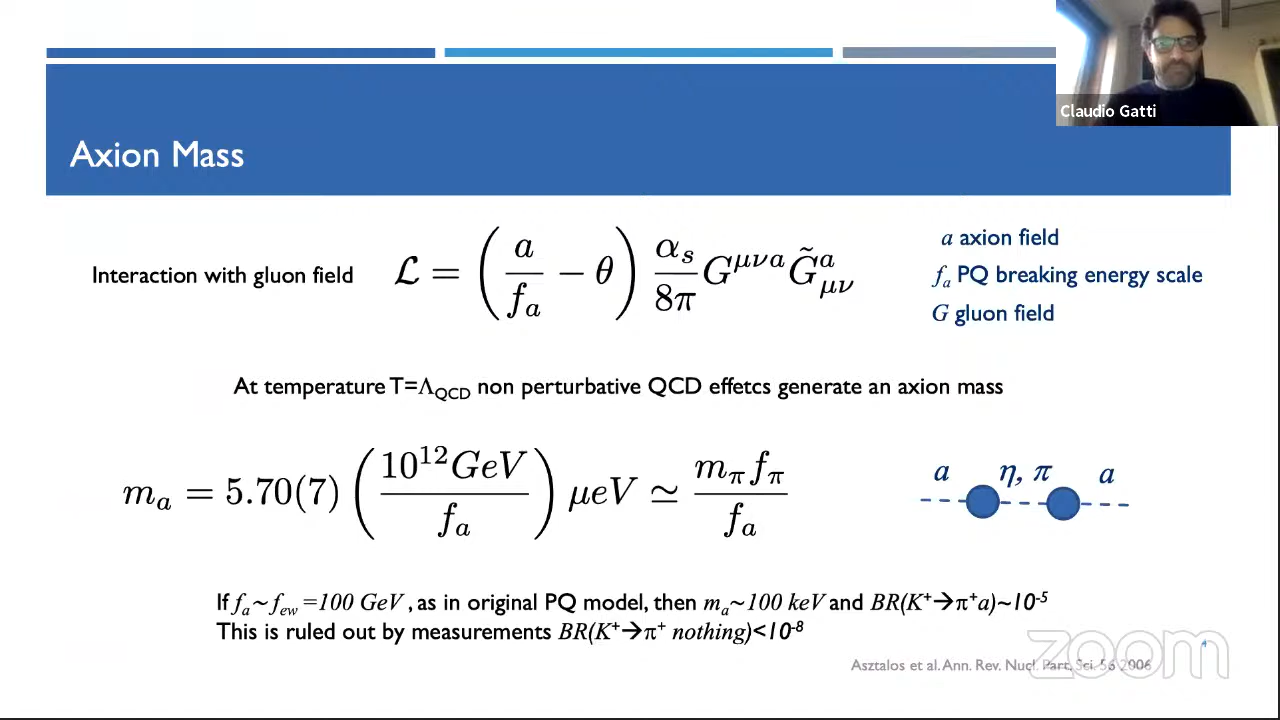 Claudio Gatti
Axion Mass
Interaction with gluon field
ℒ = (a/f_a − θ) α_s/8π G^{μνa} G̃^a_{μν}
a axion field
f_a PQ breaking energy scale
G gluon field
At temperature T=Λ_QCD non perturbative QCD effetcs generate an axion mass
m_a = 5.70(7) (10^12 GeV/f_a) μeV ≃ m_π f_π/f_a
a η, π a
If f_a~f_ew =100 GeV , as in original PQ model, then m_a~100 keV and BR(K⁺→π⁺a)~10⁻⁵
This is ruled out by measurements BR(K⁺→π⁺ nothing)<10⁻⁸
zoom
4
Asztalos et al. Ann. Rev. Nucl. Part. Sci. 56 2006